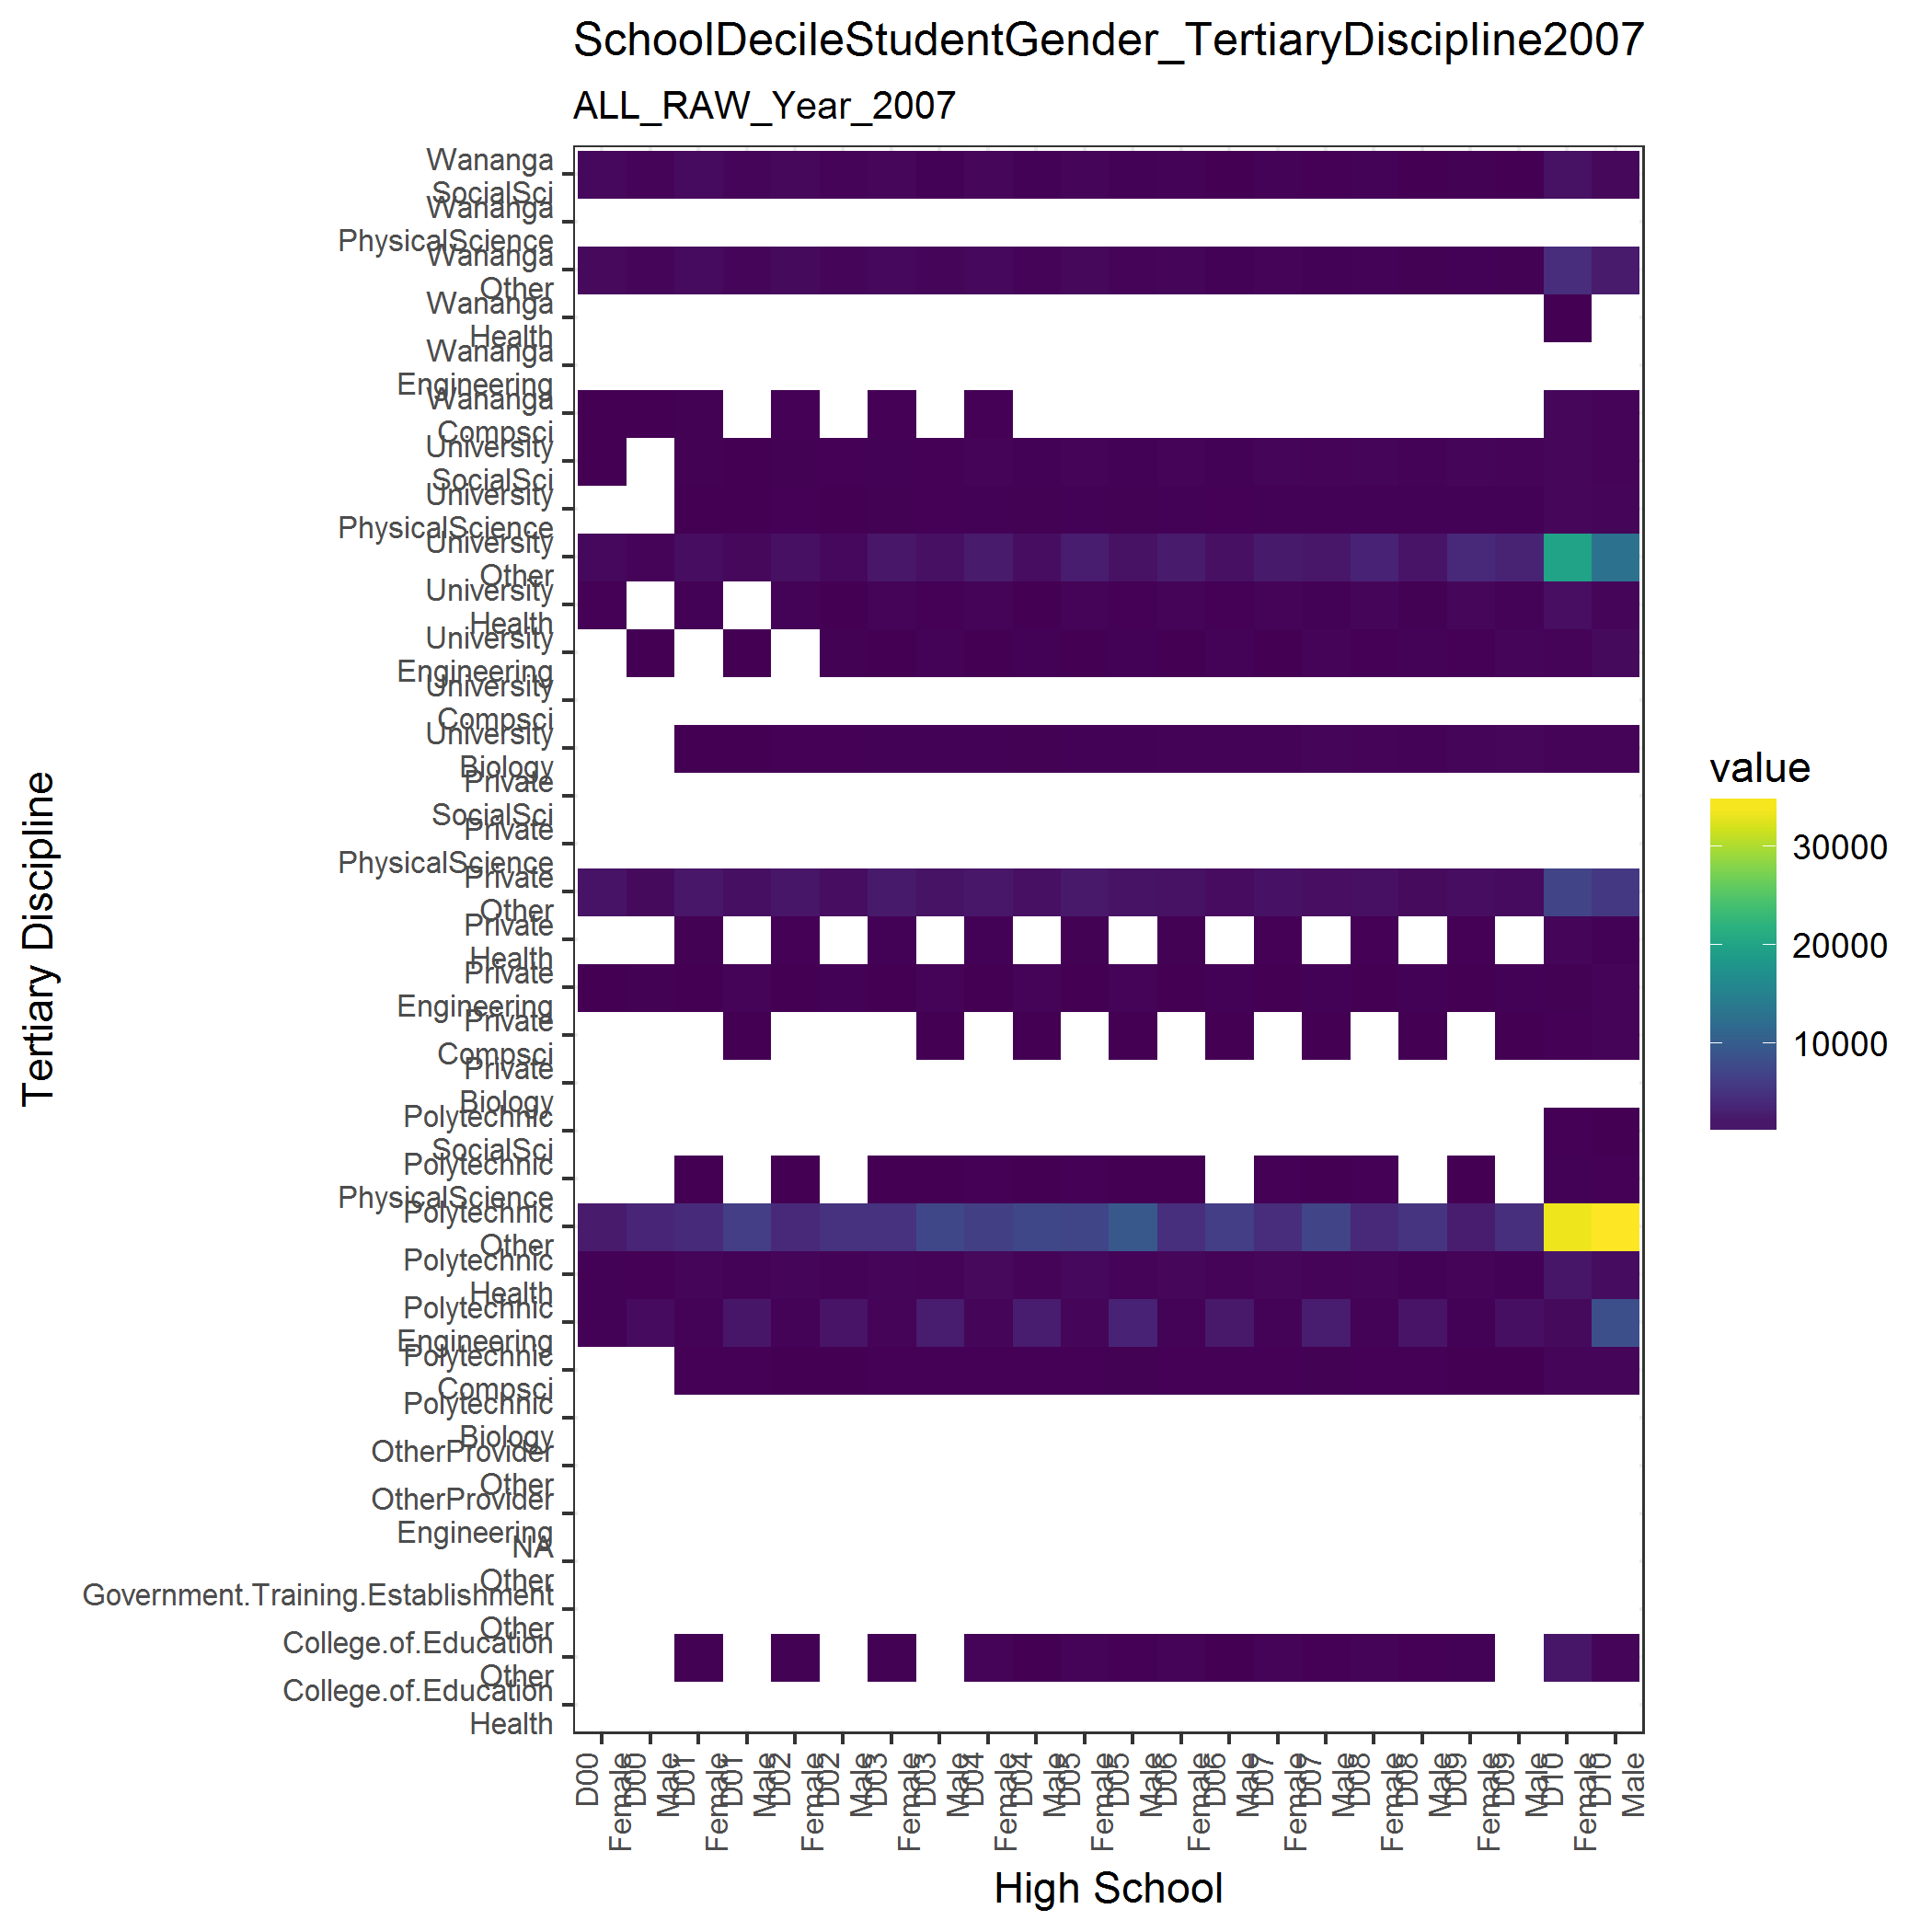 SchoolDecileStudentGender_TertiaryDiscipline2007
ALL_RAW_Year_2007
Wananga
SocialSci
Wananga
PhysicalScience
Wananga
Other
Wananga
Health
Wananga
Engineering
Wananga
Compsci
University
SocialSci
University
PhysicalScience
University
Other
University
Health
University
Engineering
University
Compsci
University
Biology
Private
SocialSci
Private
PhysicalScience
Private
Other
Private
Health
Private
Engineering
Private
Compsci
Private
Biology
Polytechnic
SocialSci
Polytechnic
PhysicalScience
Polytechnic
Other
Polytechnic
Health
Polytechnic
Engineering
Polytechnic
Compsci
Polytechnic
Biology
OtherProvider
Other
OtherProvider
Engineering
NA
Other
Government.Training.Establishment
Other
College.of.Education
Other
College.of.Education
Health
Tertiary Discipline
D00
Female
D00
Male
D01
Female
D01
Male
D02
Female
D02
Male
D03
Female
D03
Male
D04
Female
D04
Male
D05
Female
D05
Male
D06
Female
D06
Male
D07
Female
D07
Male
D08
Female
D08
Male
D09
Female
D09
Male
D10
Female
D10
Male
High School
value
30000
20000
10000